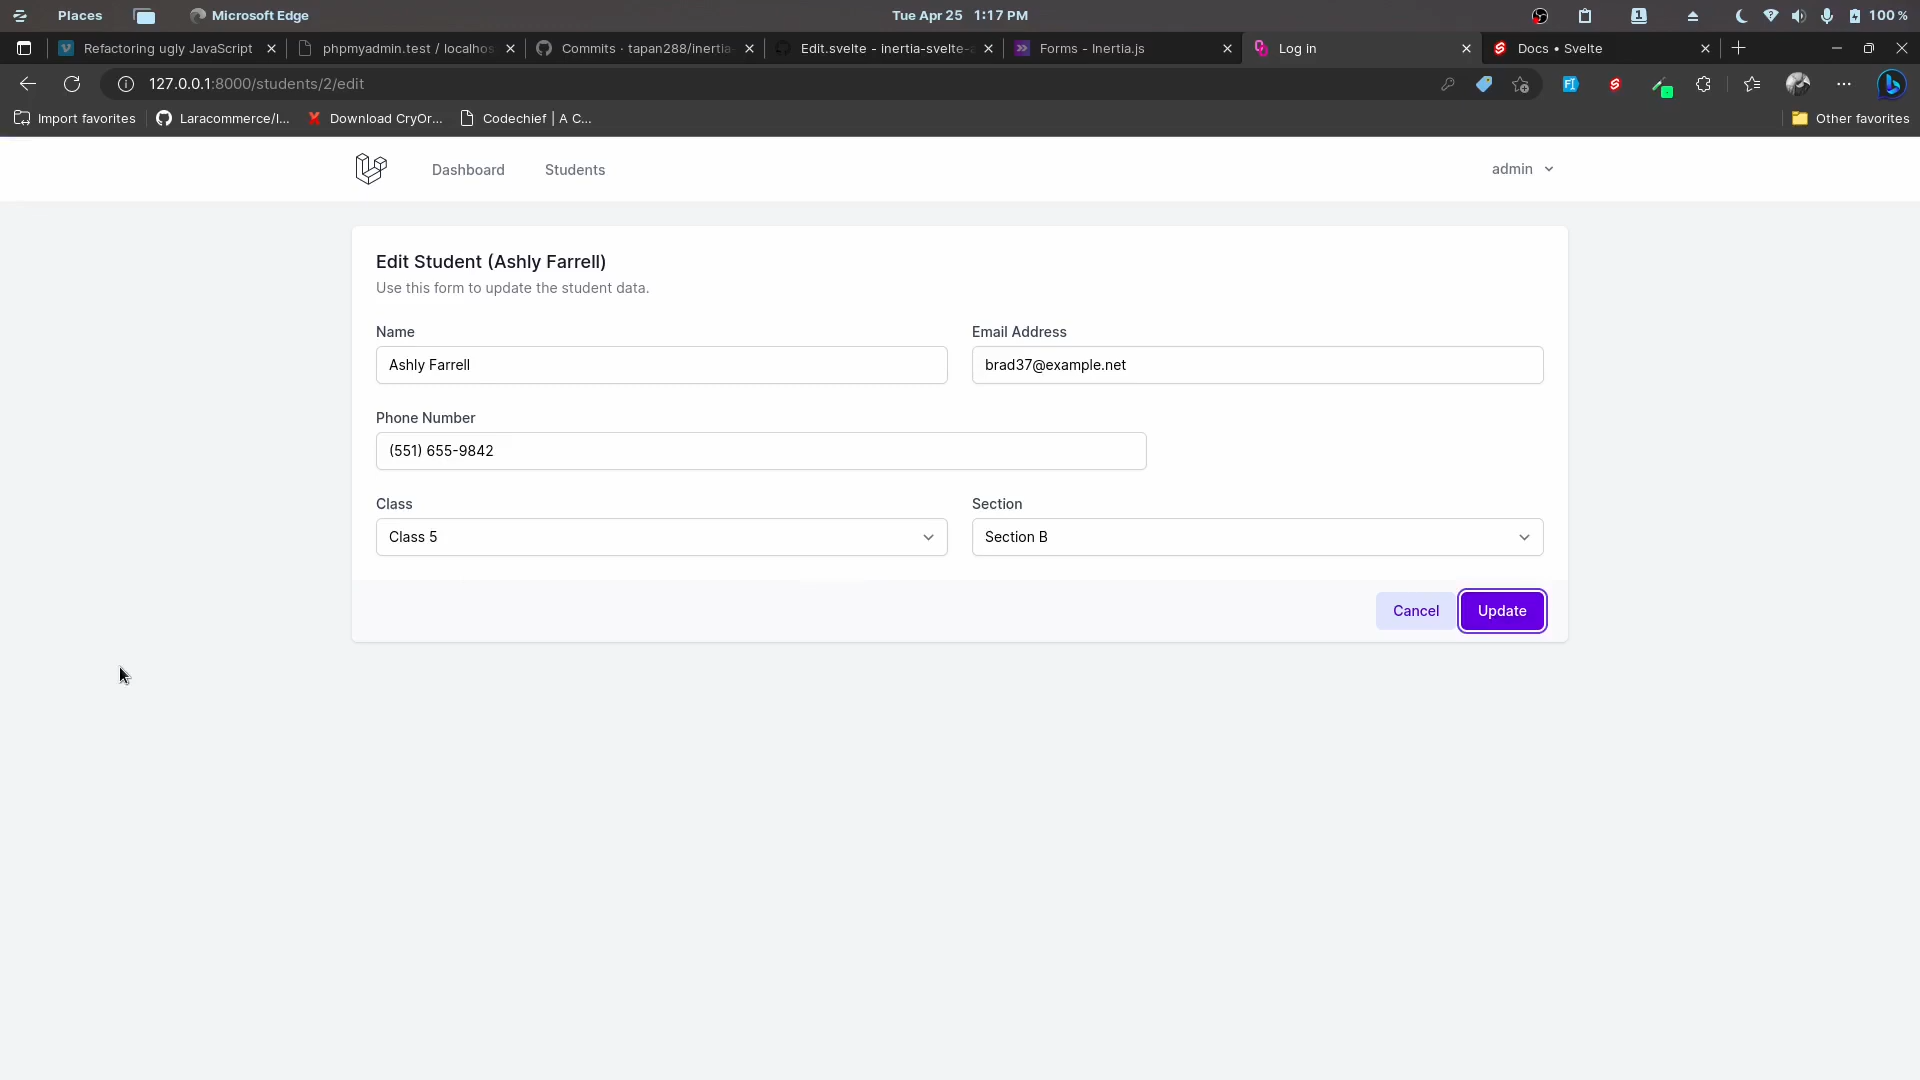 Places
Microsoft Edge
Tue Apr 25 1:17 PM
1
100 %
Refactoring ugly JavaScript
phpmyadmin.test / localhos
Commits · tapan288/inertia-
Edit.svelte - inertia-svelte-a
Forms - Inertia.js
Log in
Docs • Svelte
127.0.0.1:8000/students/2/edit
Import favorites
Laracommerce/l...
Download CryOr...
Codechief | A C...
Other favorites
Dashboard
Students
admin
Edit Student (Ashly Farrell)
Use this form to update the student data.
Name
Email Address
Ashly Farrell
brad37@example.net
Phone Number
(551) 655-9842
Class
Section
Class 5
Section B
Cancel
Update